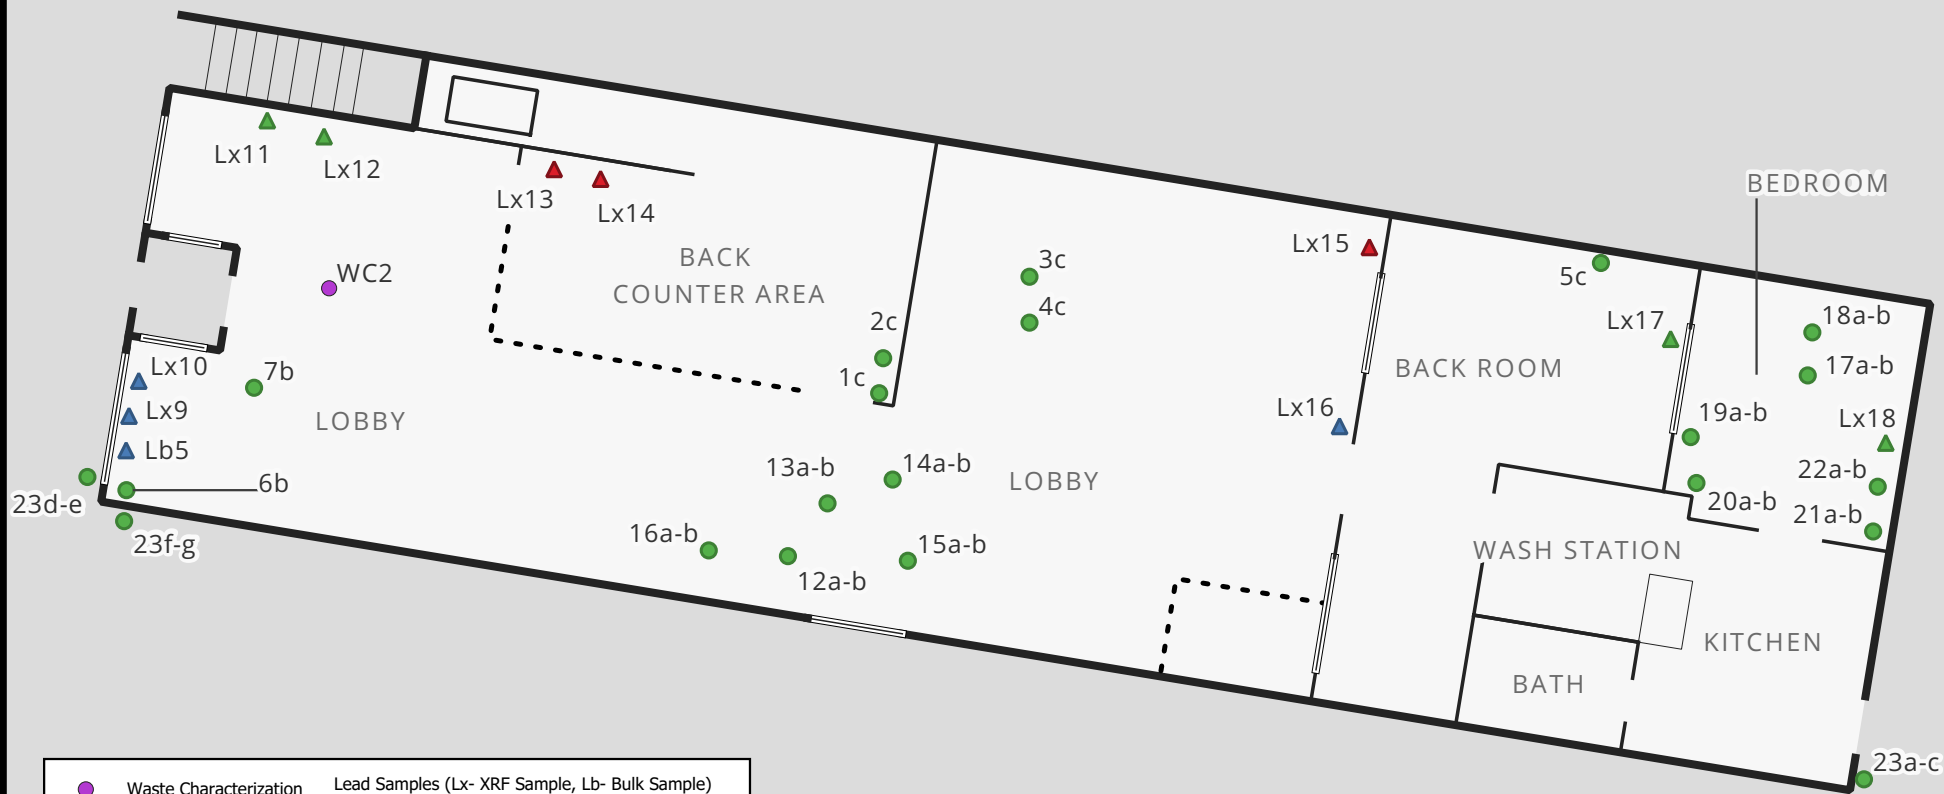 BEDROOM
Lx11
Lx12
Lx13
Lx14
Lx15
3c
4c
5c
WC2
BACK
COUNTER AREA
2c
1c
Lx17
18a-b
17a-b
Lx10
7b
Lx9
Lb5
LOBBY
BACK ROOM
Lx16
19a-b
Lx18
23d-e
6b
23f-g
13a-b
14a-b
LOBBY
22a-b
20a-b
21a-b
16a-b
12a-b
15a-b
WASH STATION
KITCHEN
BATH
23a-c
Waste Characterization
Lead Samples (Lx- XRF Sample, Lb- Bulk Sample)